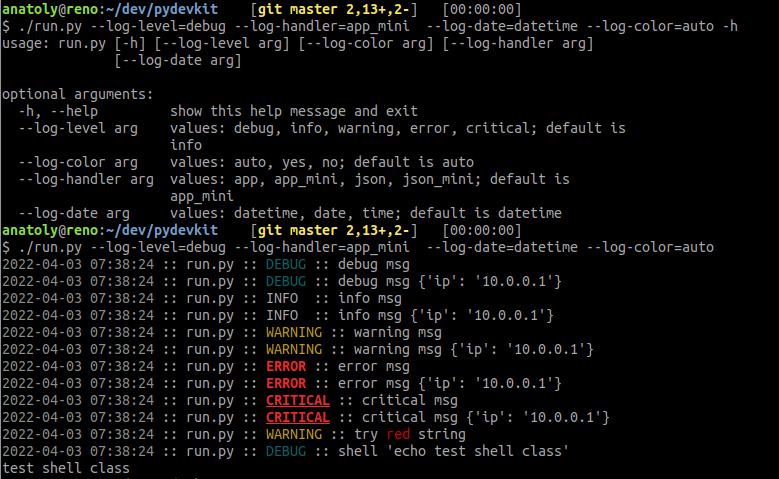 anatoly@reno:~/dev/pydevkit    [git master 2,13+,2-]   [00:00:00]
$ ./run.py --log-level=debug --log-handler=app_mini  --log-date=datetime --log-color=auto -h
usage: run.py [-h] [--log-level arg] [--log-color arg] [--log-handler arg]
              [--log-date arg]
optional arguments:
  -h, --help         show this help message and exit
  --log-level arg    values: debug, info, warning, error, critical; default is
                     info
  --log-color arg    values: auto, yes, no; default is auto
  --log-handler arg  values: app, app_mini, json, json_mini; default is
                     app_mini
  --log-date arg     values: datetime, date, time; default is datetime
anatoly@reno:~/dev/pydevkit    [git master 2,13+,2-]   [00:00:00]
$ ./run.py --log-level=debug --log-handler=app_mini  --log-date=datetime --log-color=auto
2022-04-03 07:38:24 :: run.py :: DEBUG :: debug msg
2022-04-03 07:38:24 :: run.py :: DEBUG :: debug msg {'ip': '10.0.0.1'}
2022-04-03 07:38:24 :: run.py :: INFO  :: info msg
2022-04-03 07:38:24 :: run.py :: INFO  :: info msg {'ip': '10.0.0.1'}
2022-04-03 07:38:24 :: run.py :: WARNING :: warning msg
2022-04-03 07:38:24 :: run.py :: WARNING :: warning msg {'ip': '10.0.0.1'}
2022-04-03 07:38:24 :: run.py :: ERROR :: error msg
2022-04-03 07:38:24 :: run.py :: ERROR :: error msg {'ip': '10.0.0.1'}
2022-04-03 07:38:24 :: run.py :: CRITICAL :: critical msg
2022-04-03 07:38:24 :: run.py :: CRITICAL :: critical msg {'ip': '10.0.0.1'}
2022-04-03 07:38:24 :: run.py :: WARNING :: try red string
2022-04-03 07:38:24 :: run.py :: DEBUG :: shell 'echo test shell class'
test shell class